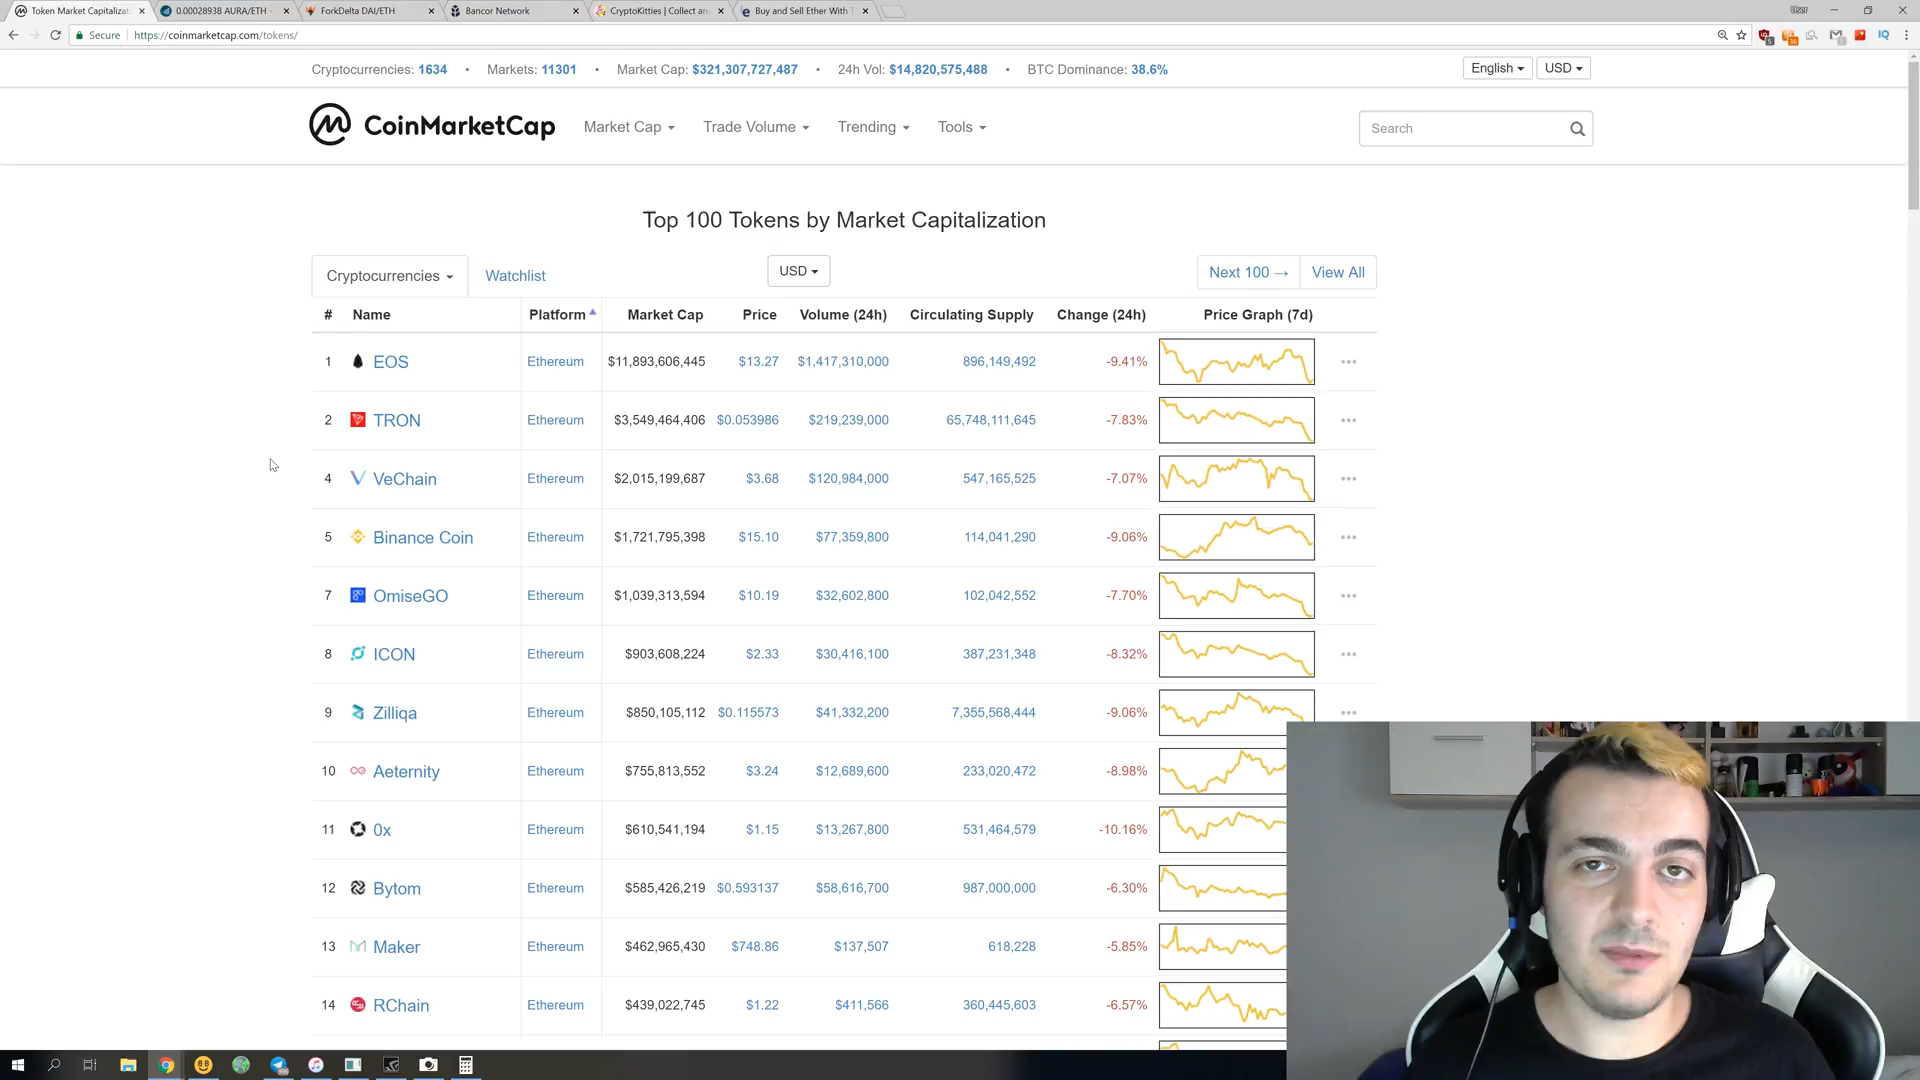 Token Market Capitalizat
0.00028938 AURA/ETH -
ForkDelta DAI/ETH
Bancor Network
CryptoKitties | Collect an
Buy and Sell Ether With T
User
Secure
https://coinmarketcap.com/tokens/
Cryptocurrencies: 1634 • Markets: 11301 • Market Cap: $321,307,727,487 • 24h Vol: $14,820,575,488 • BTC Dominance: 38.6%
English
USD
CoinMarketCap
Market Cap
Trade Volume
Trending
Tools
Search
Top 100 Tokens by Market Capitalization
Cryptocurrencies
Watchlist
USD
Next 100 →
View All
# Name Platform Market Cap Price Volume (24h) Circulating Supply Change (24h) Price Graph (7d)
1 EOS Ethereum $11,893,606,445 $13.27 $1,417,310,000 896,149,492 -9.41%
2 TRON Ethereum $3,549,464,406 $0.053986 $219,239,000 65,748,111,645 -7.83%
4 VeChain Ethereum $2,015,199,687 $3.68 $120,984,000 547,165,525 -7.07%
5 Binance Coin Ethereum $1,721,795,398 $15.10 $77,359,800 114,041,290 -9.06%
7 OmiseGO Ethereum $1,039,313,594 $10.19 $32,602,800 102,042,552 -7.70%
8 ICON Ethereum $903,608,224 $2.33 $30,416,100 387,231,348 -8.32%
9 Zilliqa Ethereum $850,105,112 $0.115573 $41,332,200 7,355,568,444 -9.06%
10 Aeternity Ethereum $755,813,552 $3.24 $12,689,600 233,020,472 -8.98%
11 0x Ethereum $610,541,194 $1.15 $13,267,800 531,464,579 -10.16%
12 Bytom Ethereum $585,426,219 $0.593137 $58,616,700 987,000,000 -6.30%
13 Maker Ethereum $462,965,430 $748.86 $137,507 618,228 -5.85%
14 RChain Ethereum $439,022,745 $1.22 $411,566 360,445,603 -6.57%